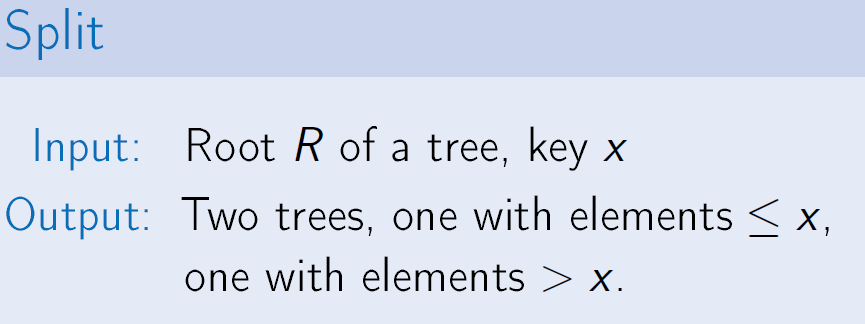 Split
Input: Root R of a tree, key x
Output: Two trees, one with elements ≤ x,
one with elements > x.